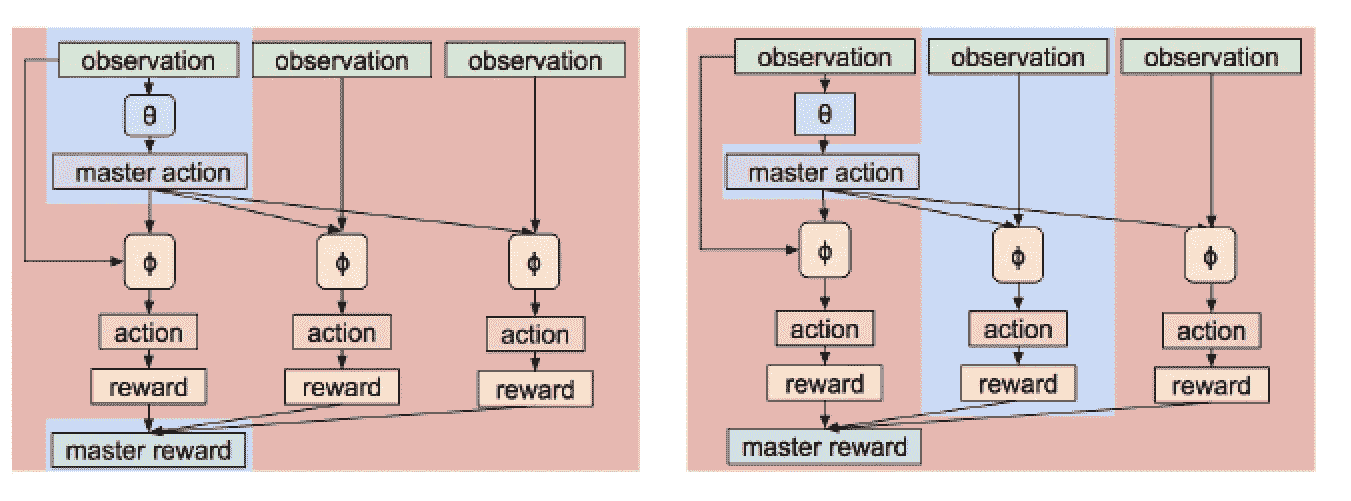 observation observation observation
θ
master action
ϕ ϕ ϕ
action action action
reward reward reward
master reward
observation observation observation
θ
master action
ϕ ϕ ϕ
action action action
reward reward reward
master reward